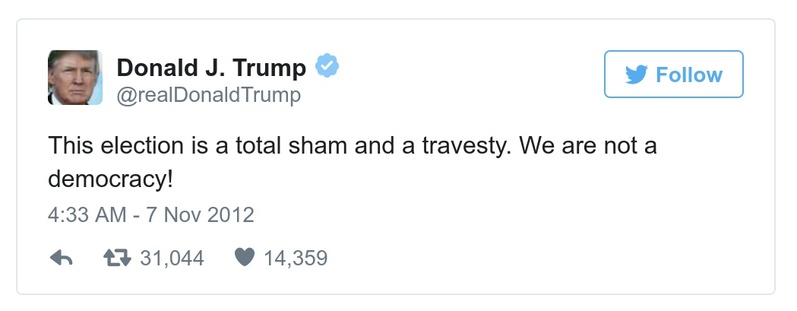 Donald J. Trump
@realDonaldTrump
Follow
This election is a total sham and a travesty. We are not a
democracy!
4:33 AM - 7 Nov 2012
31,044 14,359